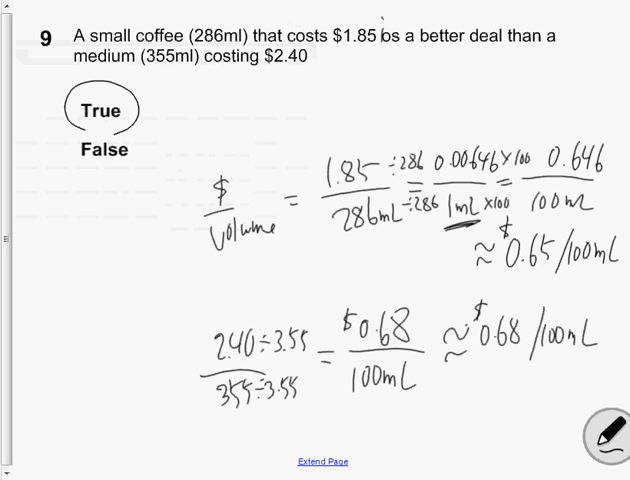 9 A small coffee (286ml) that costs $1.85 is a better deal than a
medium (355ml) costing $2.40
True
False
$/volume = 1.85/286mL ÷286/÷286 = 0.00646/1mL ×100/×100 = 0.646/100mL
≈ $0.65/100mL
2.40÷3.55/355÷3.55 = $0.68/100mL ≈ $0.68/100mL
Extend Page